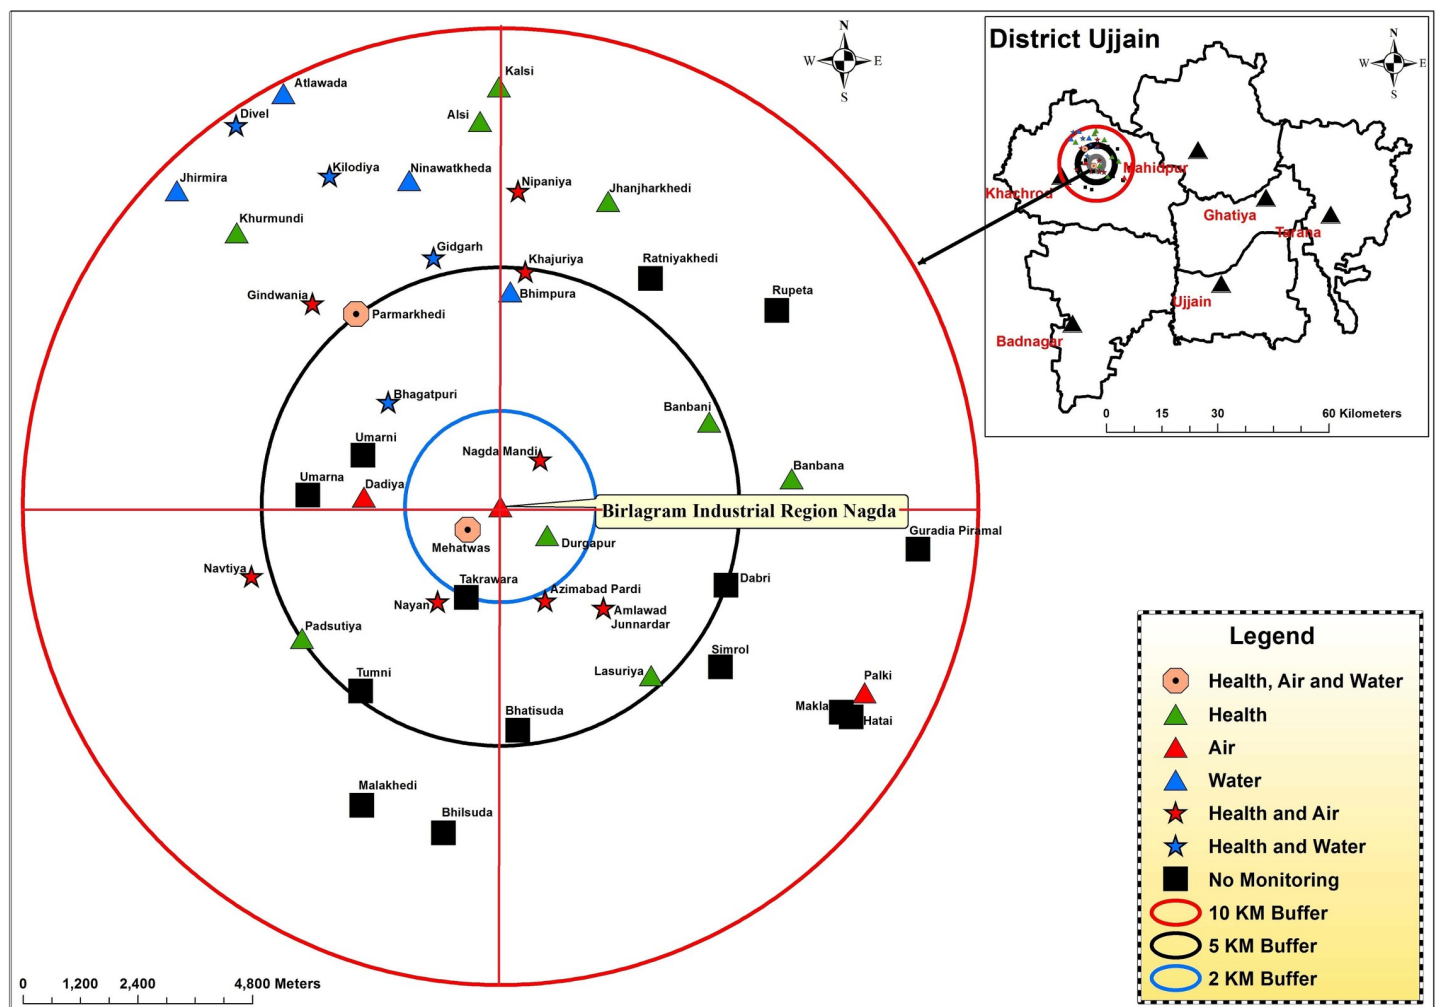 N
W
E
S
Kalsi
Atlawada
Divel
Alsi
Kilodiya
Ninawatkheda
Jhirmira
Nipaniya
Jhanjharkhedi
Khurmundi
Gidgarh
Khajuriya
Ratniyakhedi
Gindwania
Bhimpura
Rupeta
Parmarkhedi
Bhagatpuri
Banbani
Umarni
Nagda Mandi
Banbana
Umarna
Dadiya
Birlagram Industrial Region Nagda
Guradia Piramal
Mehatwas
Durgapur
Navtiya
Takrawara
Azimabad Pardi
Dabri
Nayan
Amlawad
Junnardar
Padsutiya
Simrol
Lasuriya
Tumni
Palki
Makla
Hatai
Bhatisuda
Malakhedi
Bhilsuda
0 1,200 2,400 4,800 Meters
District Ujjain
N
W
E
S
Mahidpur
Khachrod
Ghatiya
Tarana
Ujjain
Badnagar
0 15 30 60 Kilometers
Legend
Health, Air and Water
Health
Air
Water
Health and Air
Health and Water
No Monitoring
10 KM Buffer
5 KM Buffer
2 KM Buffer